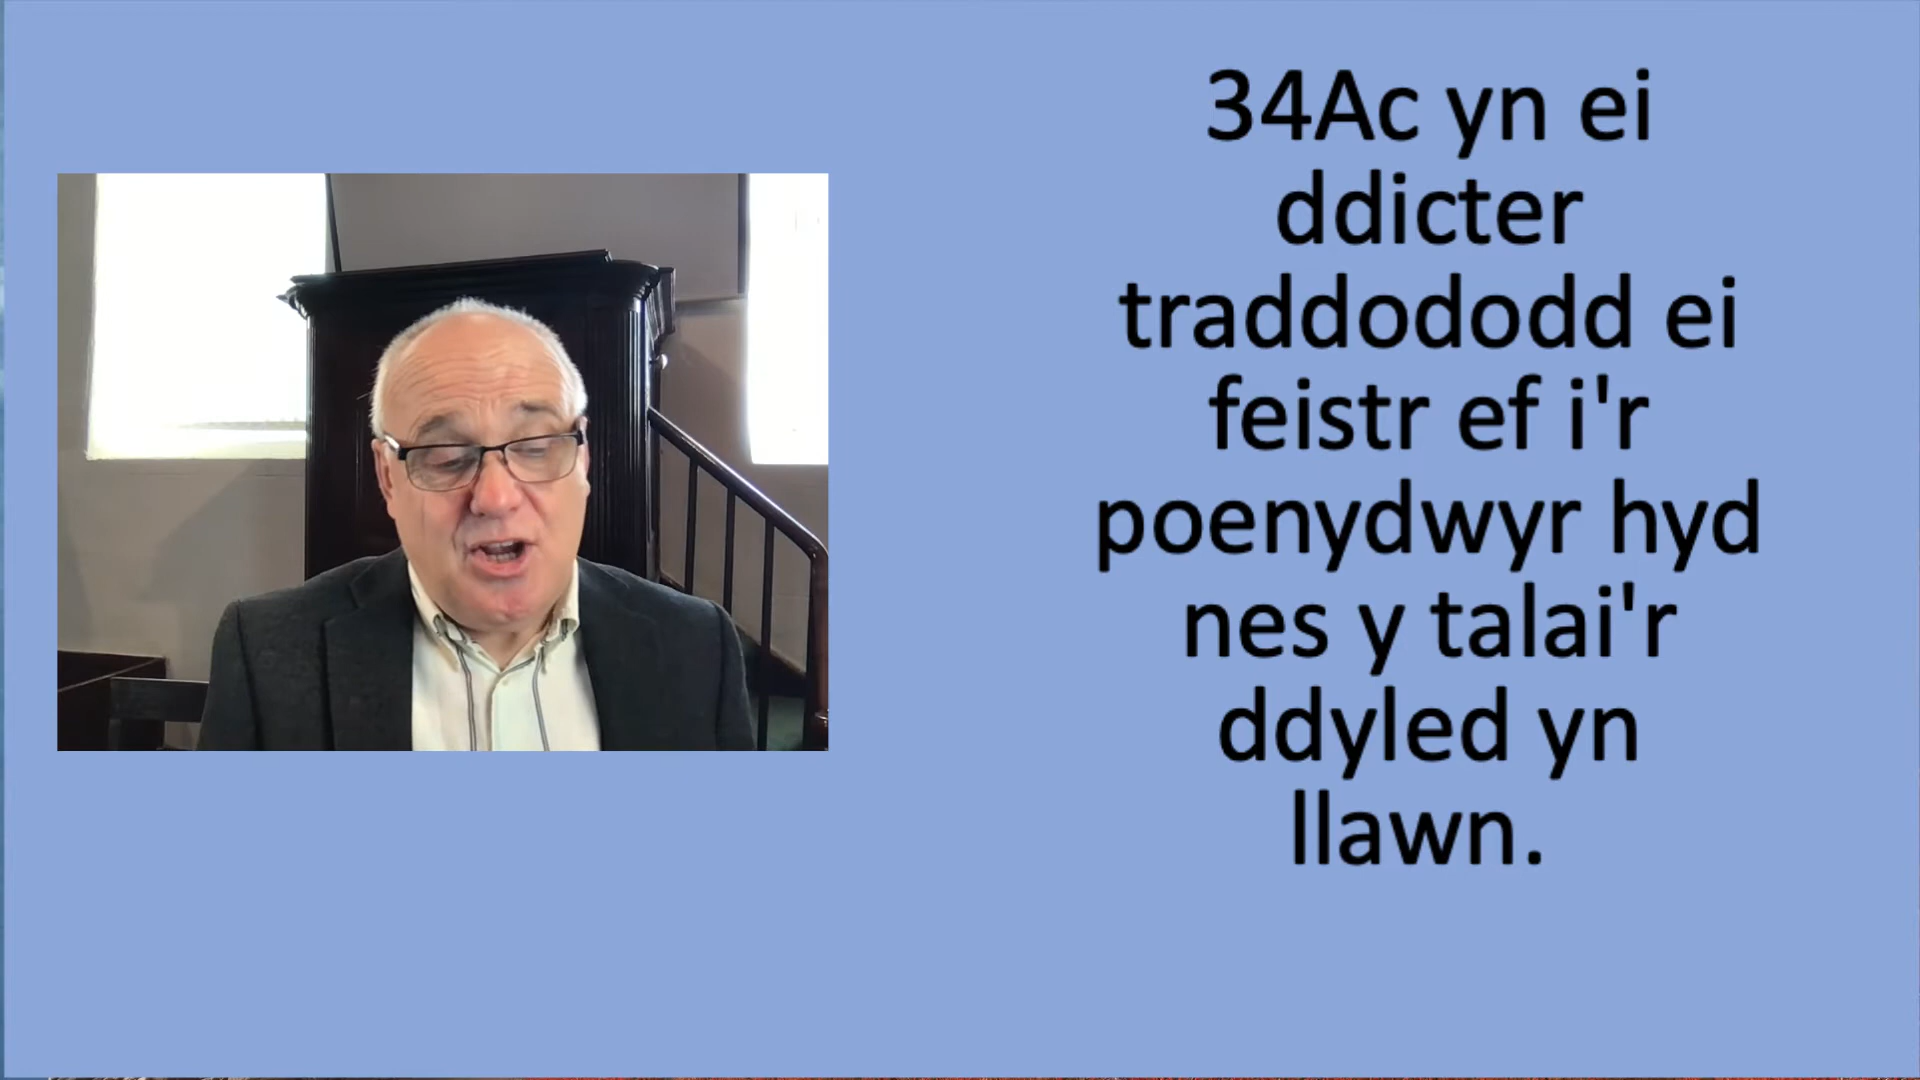 34Ac yn ei
ddicter
traddododd ei
feistr ef i'r
poenydwyr hyd
nes y talai'r
ddyled yn
llawn.